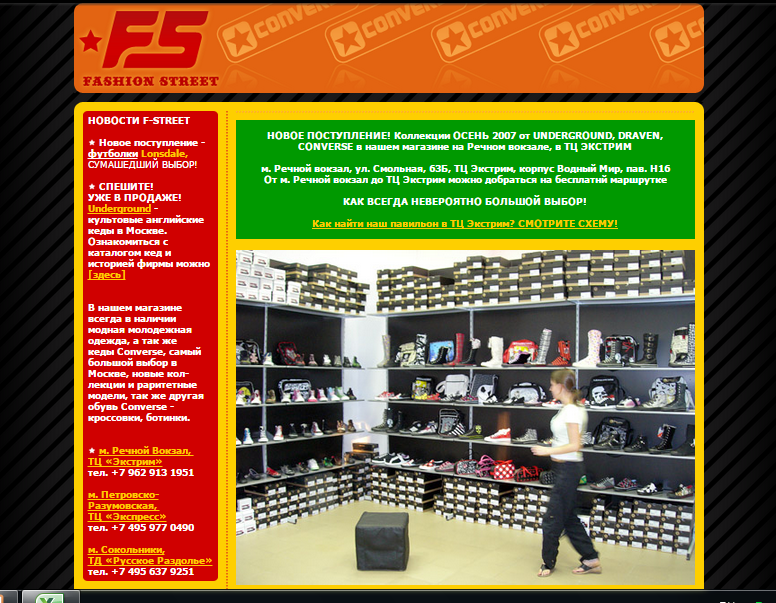 FS
FASHION STREET
CONVERSE
CONVERSE
CONVERSE
CONVERSE
НОВОСТИ F-STREET
★ Новое поступление -
футболки Lonsdale,
СУМАШЕДШИЙ ВЫБОР!
★ СПЕШИТЕ!
УЖЕ В ПРОДАЖЕ!
Underground -
культовые английские
кеды в Москве.
Ознакомиться с
каталогом кед и
историей фирмы можно
[здесь]
В нашем магазине
всегда в наличии
модная молодежная
одежда, а так же
кеды Converse, самый
большой выбор в
Москве, новые кол-
лекции и раритетные
модели, так же другая
обувь Converse -
кроссовки, ботинки.
★ м. Речной Вокзал,
ТЦ «Экстрим»
тел. +7 962 913 1951
м. Петровско-
Разумовская,
ТЦ «Экспресс»
тел. +7 495 977 0490
м. Сокольники,
ТД «Русское Раздолье»
тел. +7 495 637 9251
НОВОЕ ПОСТУПЛЕНИЕ! Коллекции ОСЕНЬ 2007 от UNDERGROUND, DRAVEN,
CONVERSE в нашем магазине на Речном вокзале, в ТЦ ЭКСТРИМ
м. Речной вокзал, ул. Смольная, 63Б, ТЦ Экстрим, корпус Водный Мир, пав. Н16
От м. Речной вокзал до ТЦ Экстрим можно добраться на бесплатнй маршрутке
КАК ВСЕГДА НЕВЕРОЯТНО БОЛЬШОЙ ВЫБОР!
Как найти наш павильон в ТЦ Экстрим? СМОТРИТЕ СХЕМУ!